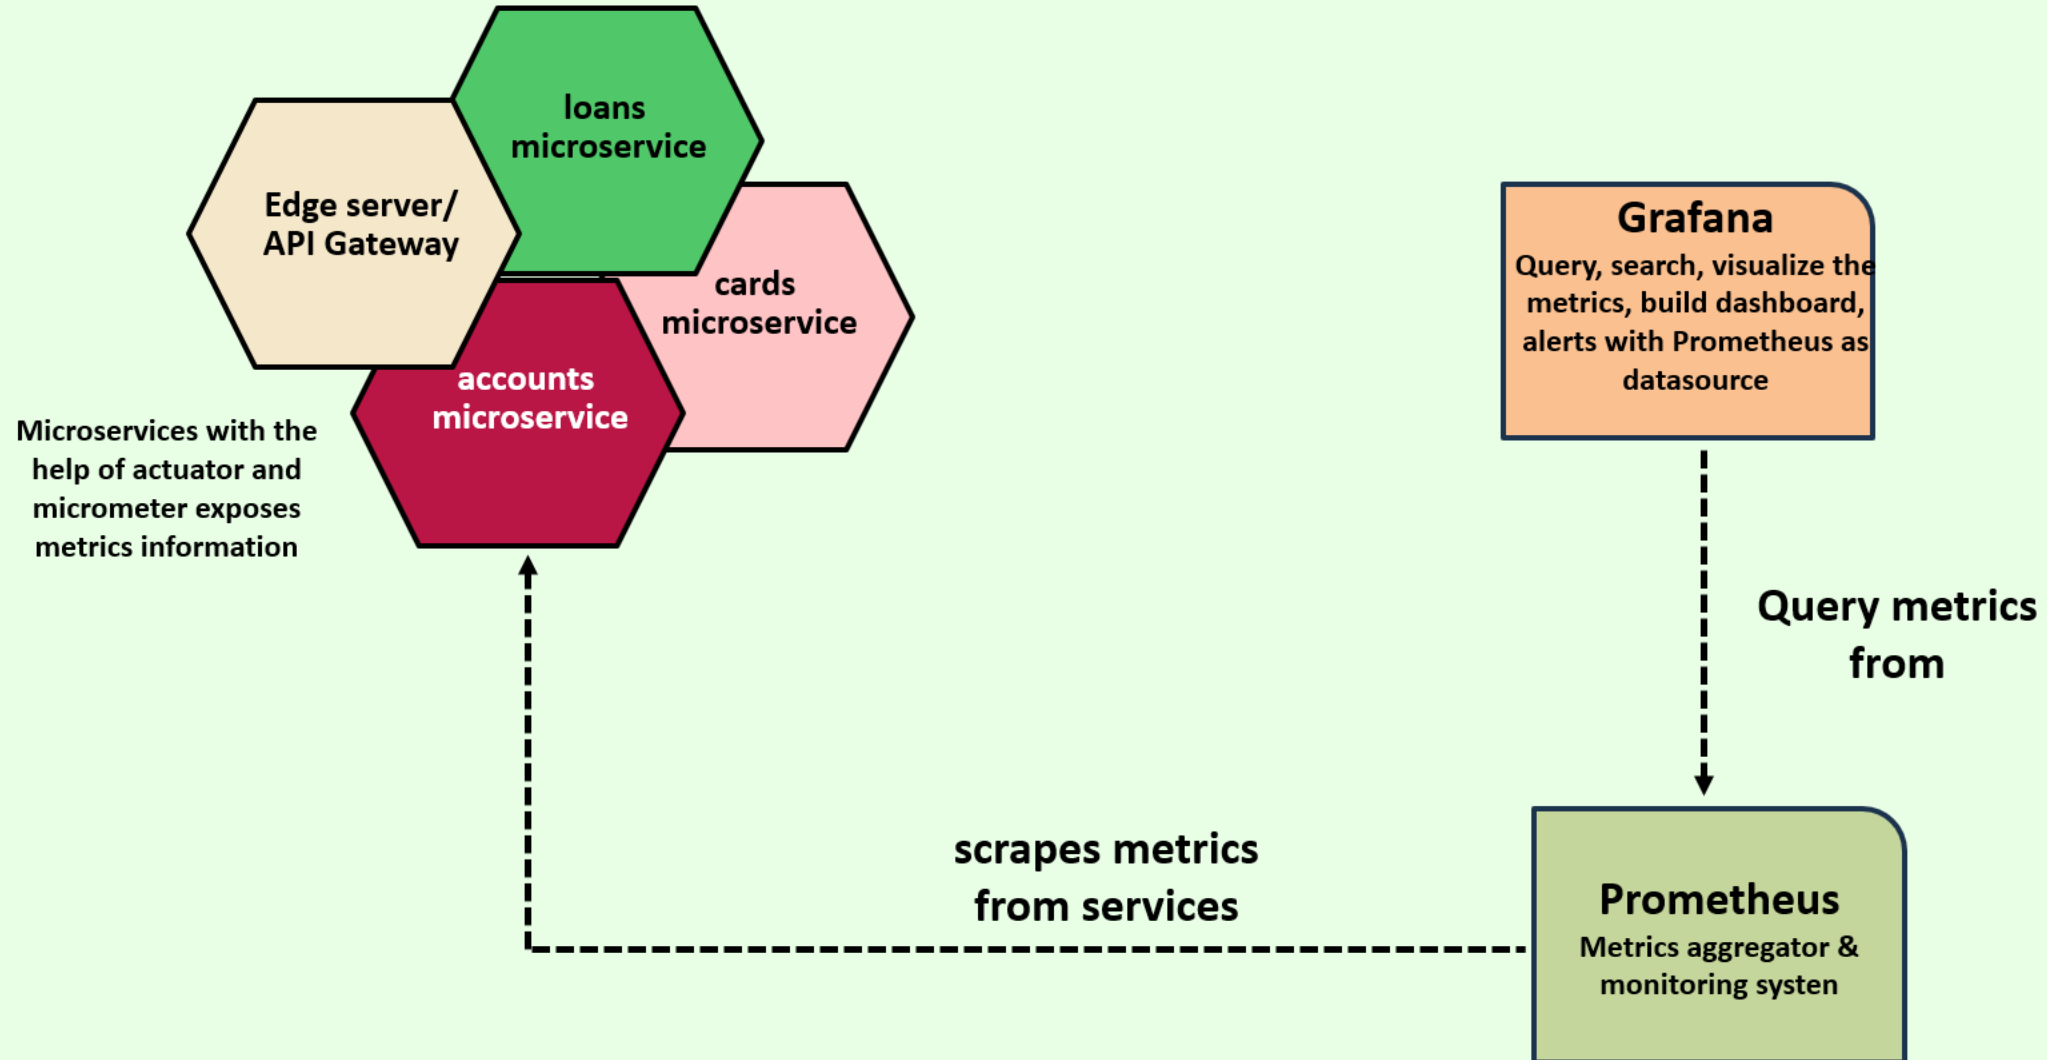 loans
microservice
Edge server/
API Gateway
cards
microservice
accounts
microservice
Microservices with the
help of actuator and
micrometer exposes
metrics information
Grafana
Query, search, visualize the
metrics, build dashboard,
alerts with Prometheus as
datasource
Query metrics
from
scrapes metrics
from services
Prometheus
Metrics aggregator &
monitoring systen